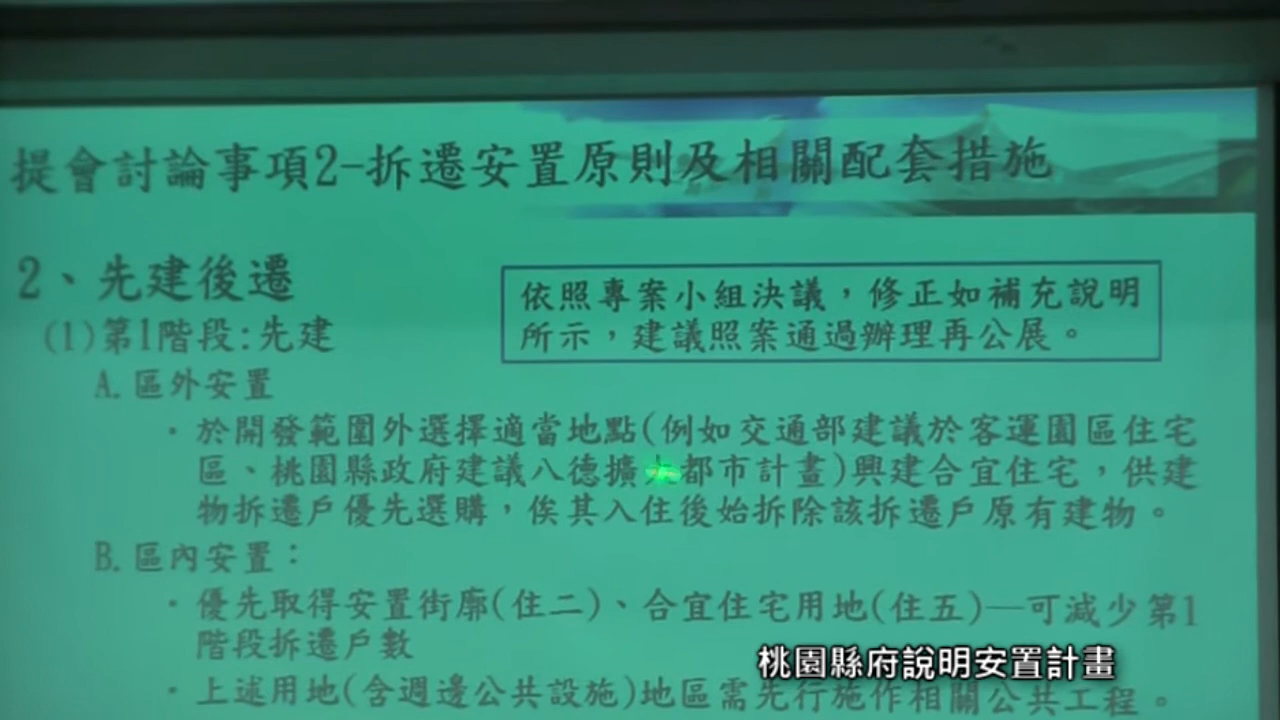 提會討論事項2-拆遷安置原則及相關配套措施
2、先建後遷
依照專案小組決議，修正如補充說明
所示，建議照案通過辦理再公展。
(1)第1階段:先建
A.區外安置
・於開發範圍外選擇適當地點(例如交通部建議於客運園區住宅
區、桃園縣政府建議八德擴大都市計畫)興建合宜住宅，供建
物拆遷戶優先選購，俟其入住後始拆除該拆遷戶原有建物。
B.區內安置：
・優先取得安置街廓(住二)、合宜住宅用地(住五)—可減少第1
階段拆遷戶數
・上述用地(含週邊公共設施)地區需先行施作相關公共工程。
桃園縣府說明安置計畫